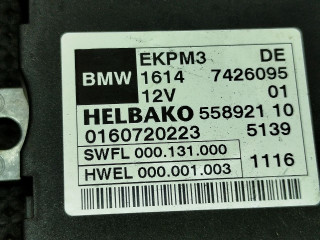 BMW EKPM3 DE
1614 7426095
12V 01
HELBAKO 558921 10
0160720223 5139
SWFL 000.131.000
HWEL 000.001.003 1116